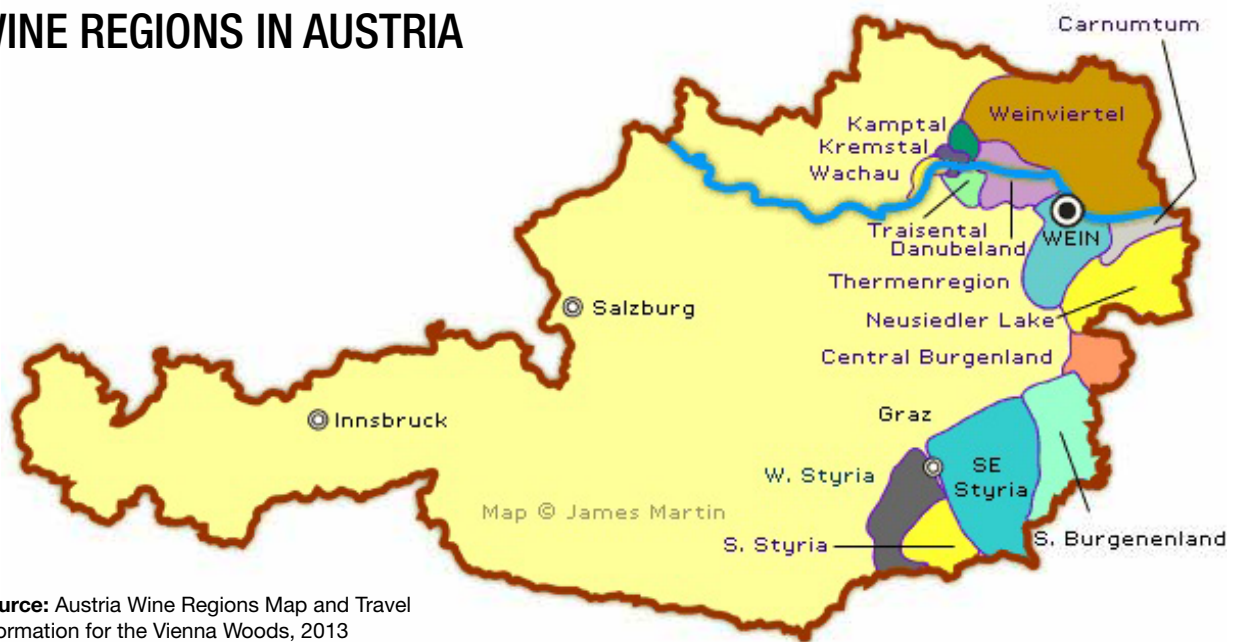 WINE REGIONS IN AUSTRIA
Carnumtum
Weinviertel
Kamptal
Kremstal
Wachau
Traisental
Danubeland
WEIN
Thermenregion
Neusiedler Lake
Salzburg
Central Burgenland
Innsbruck
Graz
W. Styria
SE
Styria
Map © James Martin
S. Styria
S. Burgenenland
urce: Austria Wine Regions Map and Travel
ormation for the Vienna Woods, 2013